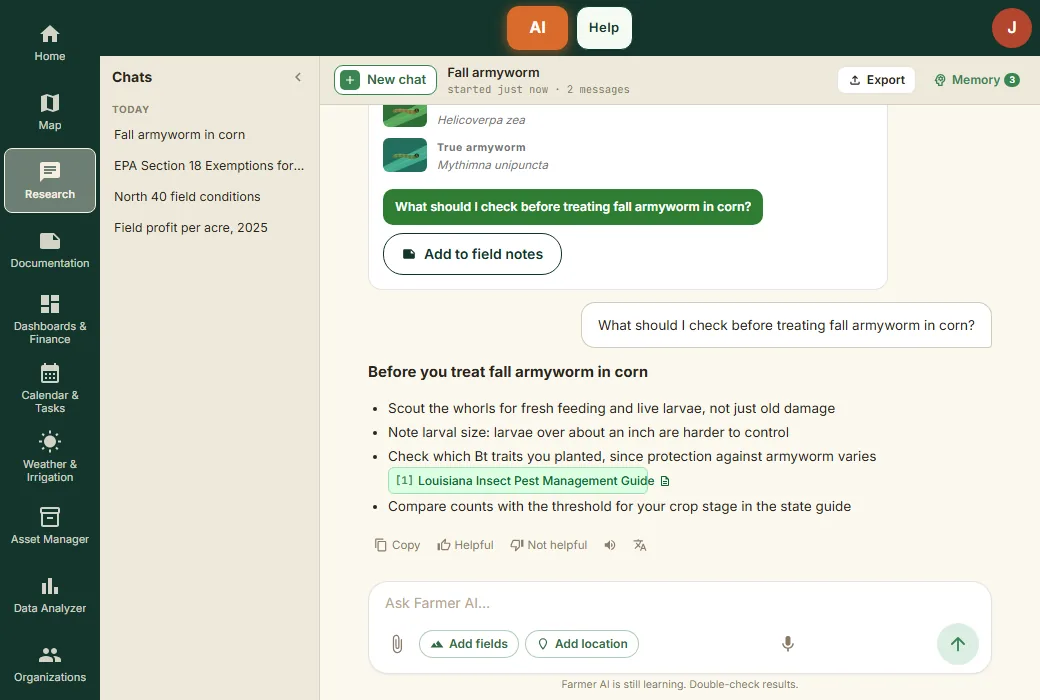 AI
Help
J
Home
Map
Research
Documentation
Dashboards &
Finance
Calendar &
Tasks
Weather &
Irrigation
Asset Manager
Data Analyzer
Organizations
Chats
TODAY
Fall armyworm in corn
EPA Section 18 Exemptions for...
North 40 field conditions
Field profit per acre, 2025
New chat
Fall armyworm
started just now · 2 messages
Export
Memory 3
Helicoverpa zea
True armyworm
Mythimna unipuncta
What should I check before treating fall armyworm in corn?
Add to field notes
What should I check before treating fall armyworm in corn?
Before you treat fall armyworm in corn
• Scout the whorls for fresh feeding and live larvae, not just old damage
• Note larval size: larvae over about an inch are harder to control
• Check which Bt traits you planted, since protection against armyworm varies
[1] Louisiana Insect Pest Management Guide
• Compare counts with the threshold for your crop stage in the state guide
Copy
Helpful
Not helpful
Ask Farmer AI...
Add fields
Add location
Farmer AI is still learning. Double-check results.